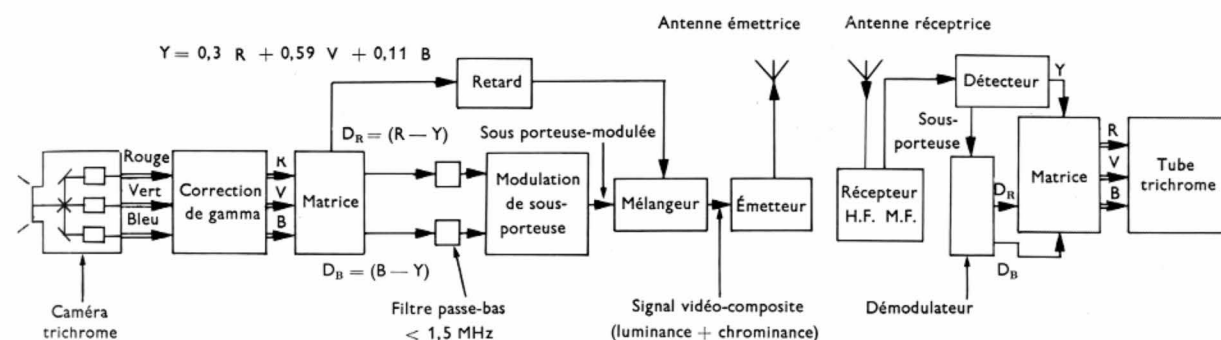 Antenne émettrice
Antenne réceptrice
Y = 0,3 R + 0,59 V + 0,11 B
Retard
Détecteur
Y
D_R = (R — Y)
Sous porteuse-modulée
Sous-
porteuse
Rouge
Vert
Bleu
Correction
de gamma
R
V
B
Matrice
Modulation
de sous-
porteuse
Mélangeur
Émetteur
Récepteur
H.F. M.F.
D_R
Matrice
R
V
B
Tube
trichrome
D_B = (B — Y)
D_B
Caméra
trichrome
Filtre passe-bas
< 1,5 MHz
Signal vidéo-composite
(luminance + chrominance)
Démodulateur